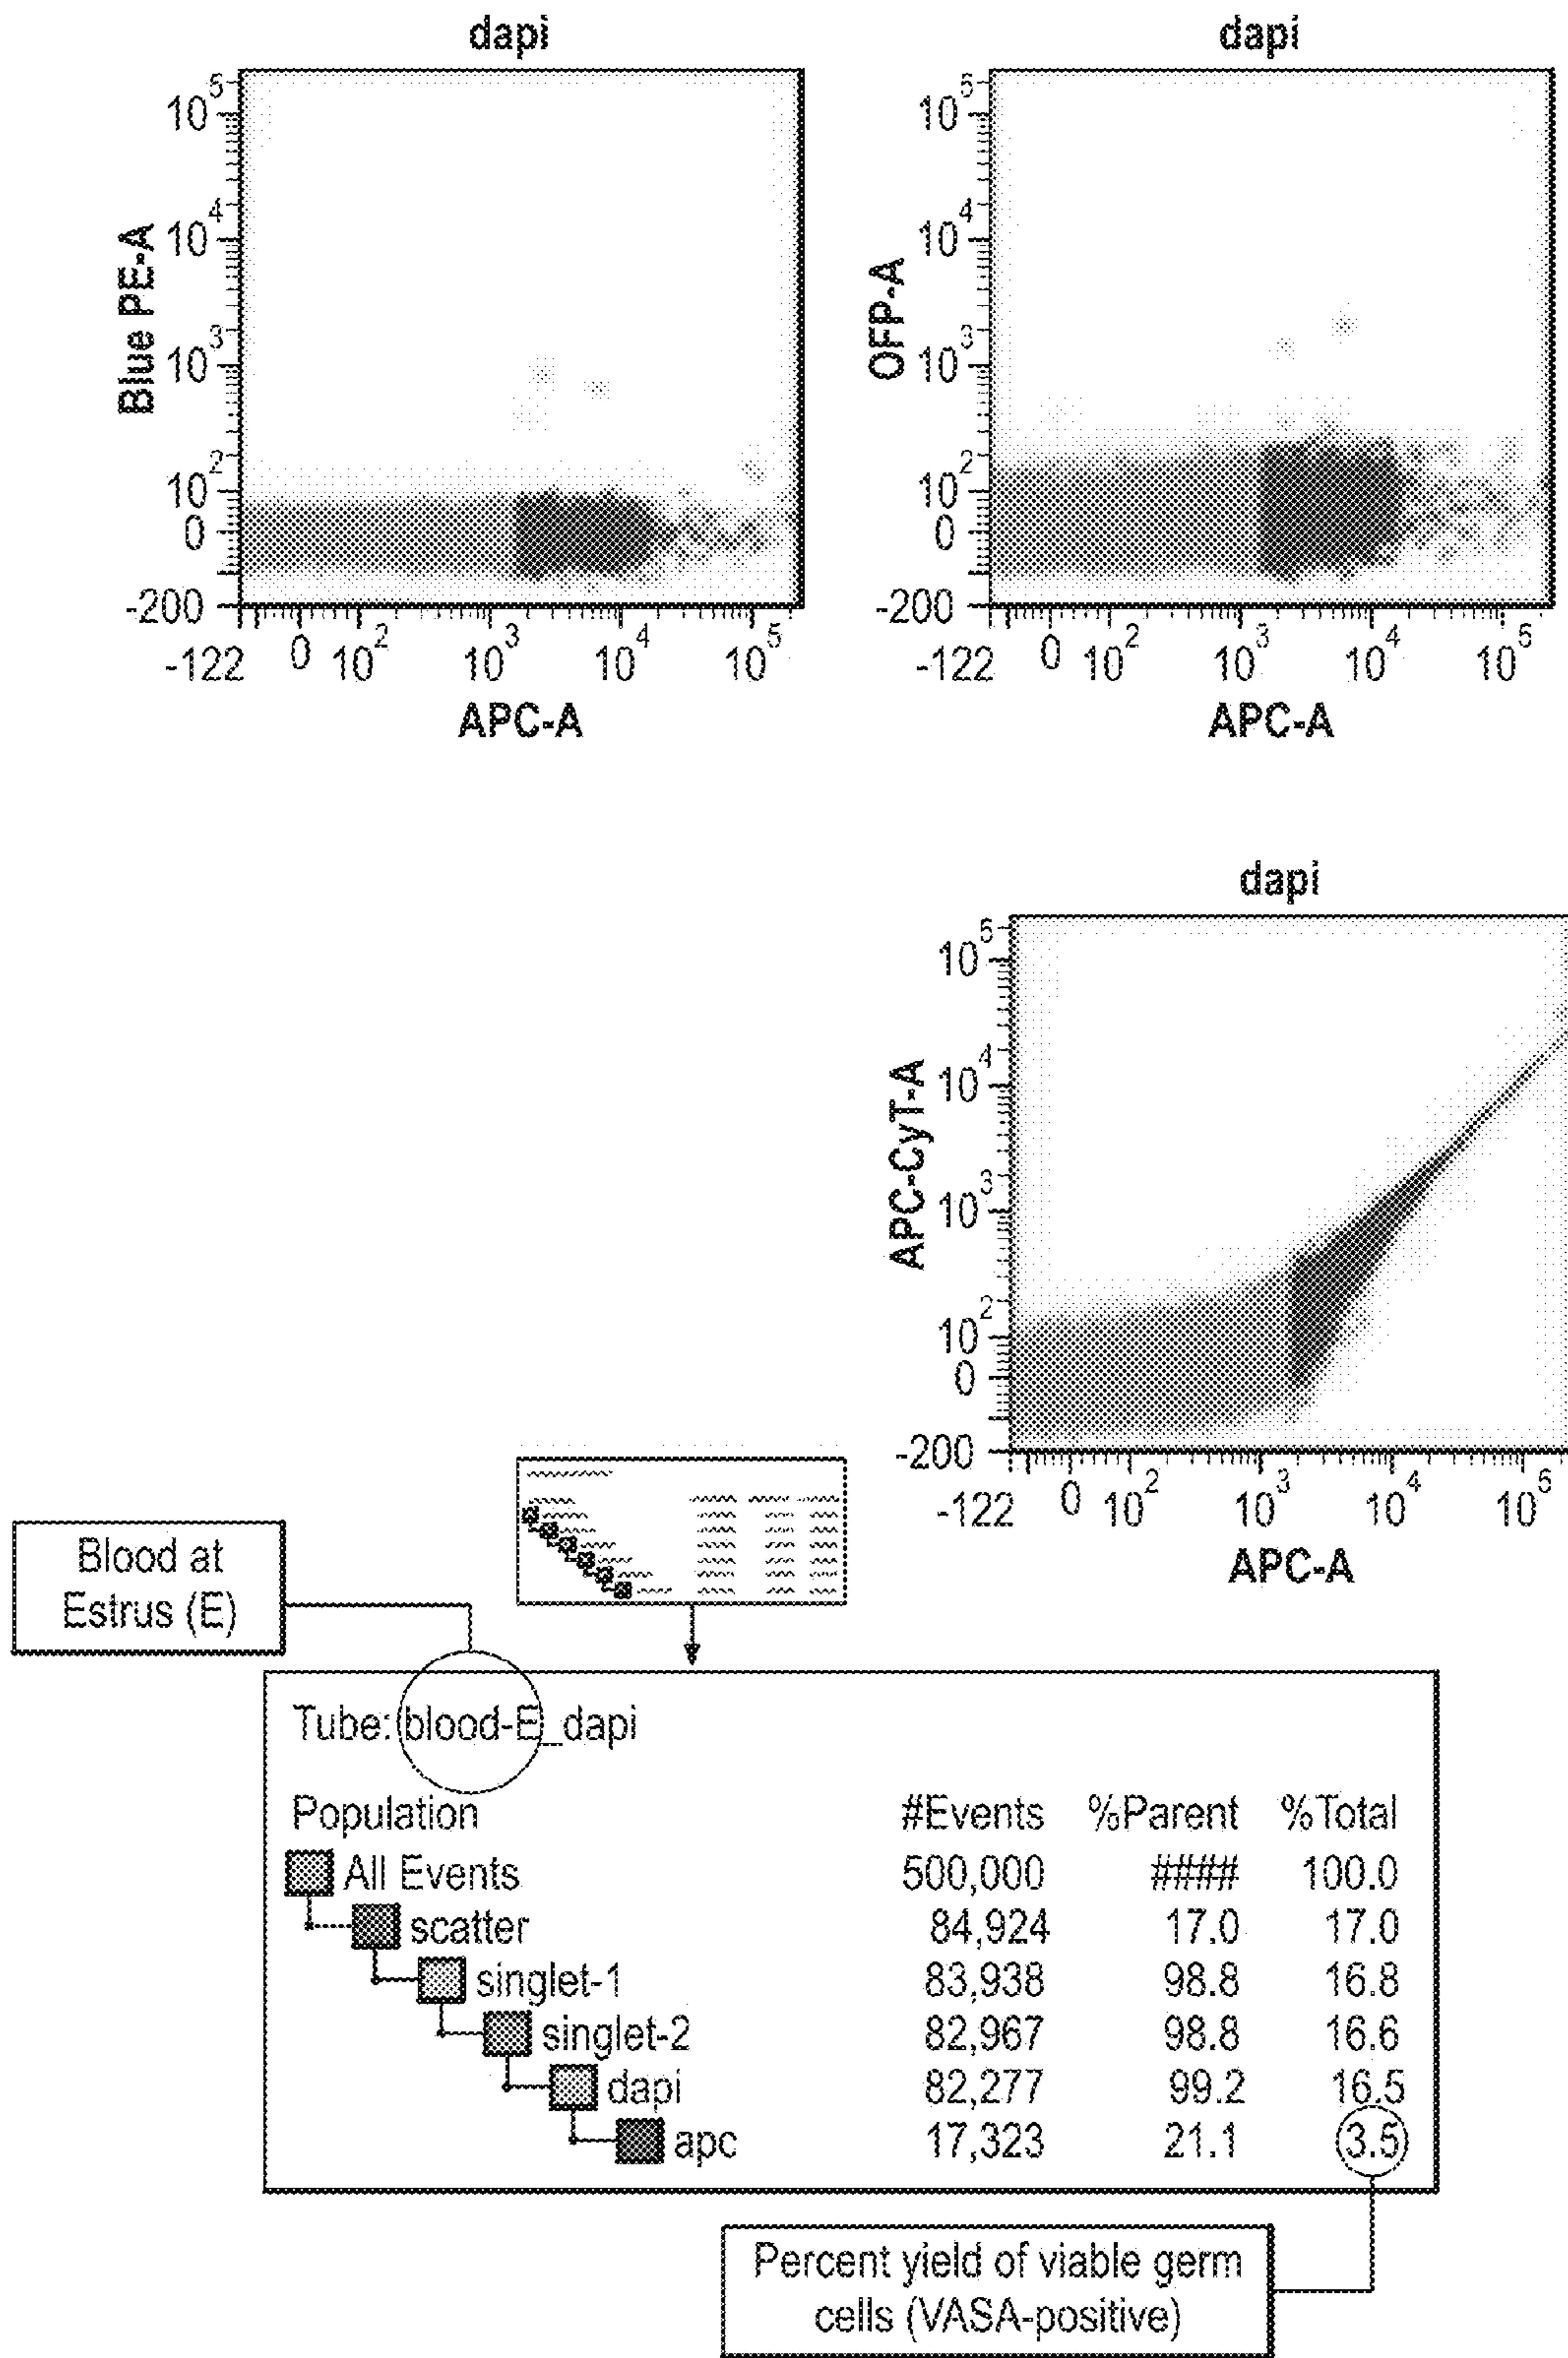 dapi
10^5
10^4
10^3
10^2
0
-200
Blue PE-A
-122 0 10^2 10^3 10^4 10^5
APC-A
dapi
10^5
10^4
10^3
10^2
0
-200
OFP-A
-122 0 10^2 10^3 10^4 10^5
APC-A
dapi
10^5
10^4
10^3
10^2
0
-200
APC-CyT-A
-122 0 10^2 10^3 10^4 10^5
APC-A
Blood at
Estrus (E)
Tube: blood-E_dapi
Population #Events %Parent %Total
All Events 500,000 #### 100.0
scatter 84,924 17.0 17.0
singlet-1 83,938 98.8 16.8
singlet-2 82,967 98.8 16.6
dapi 82,277 99.2 16.5
apc 17,323 21.1 3.5
Percent yield of viable germ
cells (VASA-positive)